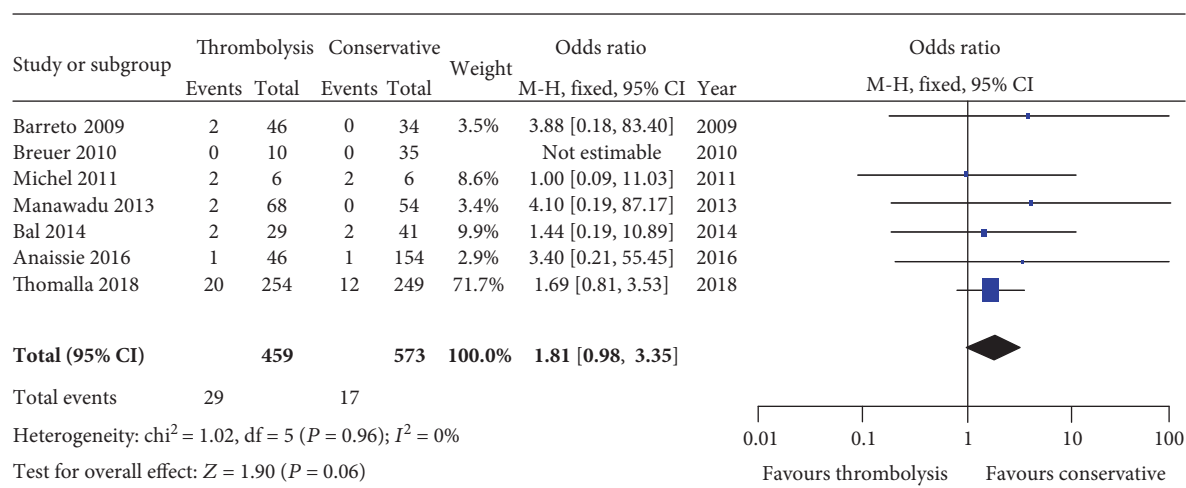 Study or subgroup Thrombolysis Conservative Weight Odds ratio Odds ratio
Events Total Events Total M-H, fixed, 95% CI Year M-H, fixed, 95% CI
Barreto 2009 2 46 0 34 3.5% 3.88 [0.18, 83.40] 2009
Breuer 2010 0 10 0 35 Not estimable 2010
Michel 2011 2 6 2 6 8.6% 1.00 [0.09, 11.03] 2011
Manawadu 2013 2 68 0 54 3.4% 4.10 [0.19, 87.17] 2013
Bal 2014 2 29 2 41 9.9% 1.44 [0.19, 10.89] 2014
Anaissie 2016 1 46 1 154 2.9% 3.40 [0.21, 55.45] 2016
Thomalla 2018 20 254 12 249 71.7% 1.69 [0.81, 3.53] 2018
Total (95% CI) 459 573 100.0% 1.81 [0.98, 3.35]
Total events 29 17
Heterogeneity: chi² = 1.02, df = 5 (P = 0.96); I² = 0%
Test for overall effect: Z = 1.90 (P = 0.06)
0.01 0.1 1 10 100
Favours thrombolysis Favours conservative